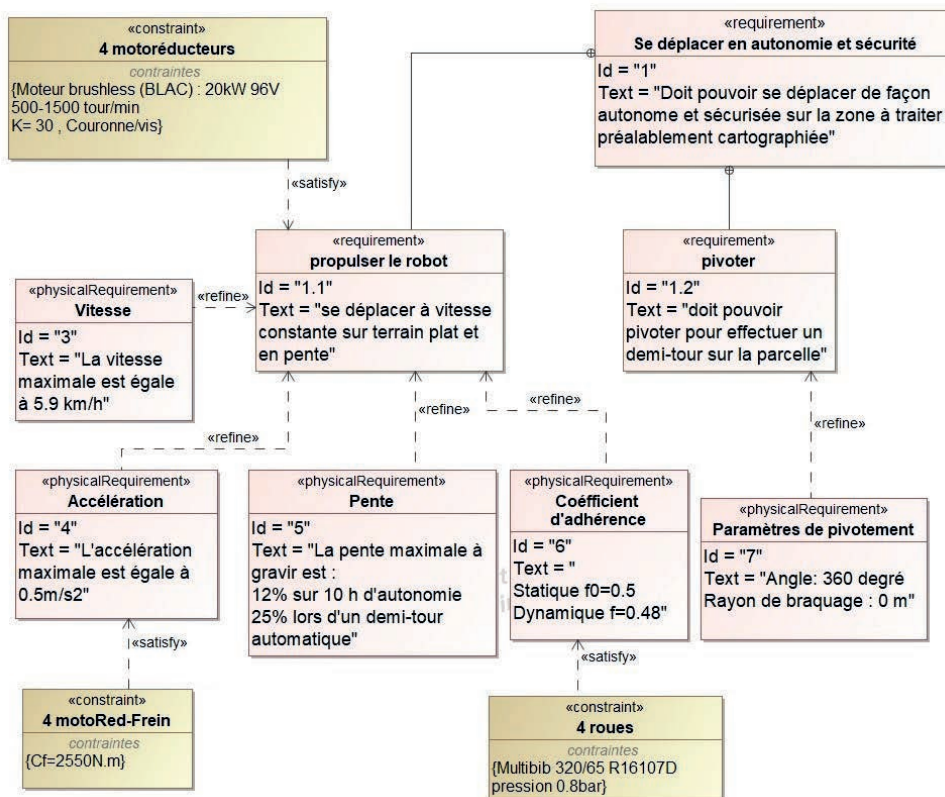 «constraint»
4 motoréducteurs
contraintes
{Moteur brushless (BLAC) : 20kW 96V
500-1500 tour/min
K= 30 , Couronne/vis}
«requirement»
Se déplacer en autonomie et sécurité
Id = "1"
Text = "Doit pouvoir se déplacer de façon
autonome et sécurisée sur la zone à traiter
préalablement cartographiée"
«satisfy»
«requirement»
propulser le robot
Id = "1.1"
Text = "se déplacer à vitesse
constante sur terrain plat et
en pente"
«requirement»
pivoter
Id = "1.2"
Text = "doit pouvoir
pivoter pour effectuer un
demi-tour sur la parcelle"
«physicalRequirement»
Vitesse
Id = "3"
Text = "La vitesse
maximale est égale
à 5.9 km/h"
«refine»
«refine»
«refine»
«refine»
«refine»
«physicalRequirement»
Accélération
Id = "4"
Text = "L'accélération
maximale est égale à
0.5m/s2"
«physicalRequirement»
Pente
Id = "5"
Text = "La pente maximale à
gravir est :
12% sur 10 h d'autonomie
25% lors d'un demi-tour
automatique"
«physicalRequirement»
Coéfficient
d'adhérence
Id = "6"
Text = "
Statique f0=0.5
Dynamique f=0.48"
«physicalRequirement»
Paramètres de pivotement
Id = "7"
Text = "Angle: 360 degré
Rayon de braquage : 0 m"
«satisfy»
«satisfy»
«constraint»
4 motoRed-Frein
contraintes
{Cf=2550N.m}
«constraint»
4 roues
contraintes
{Multibib 320/65 R16107D
pression 0.8bar}